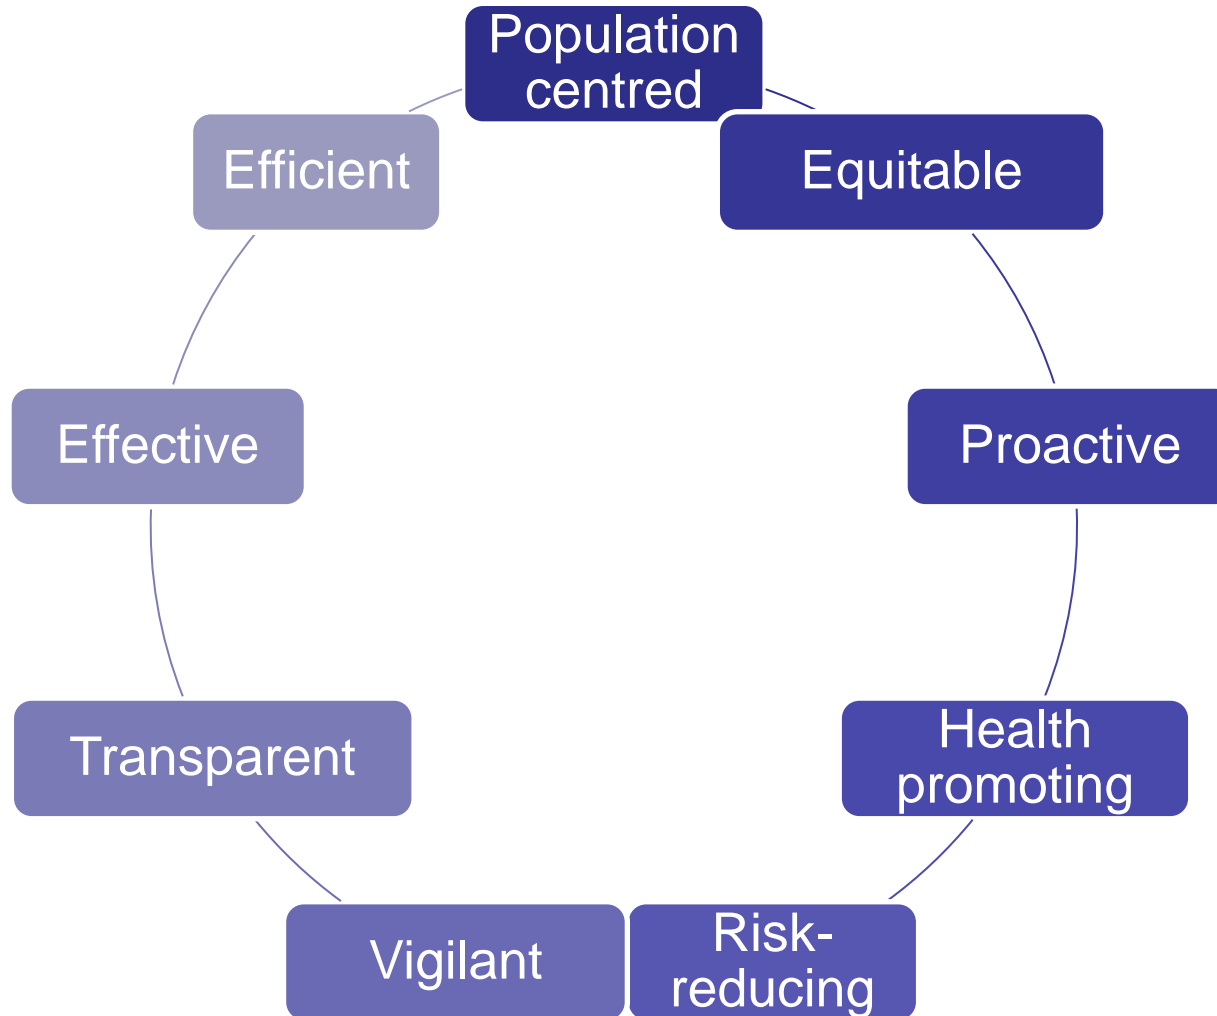 Population
centred
Equitable
Proactive
Health
promoting
Risk-
reducing
Vigilant
Transparent
Effective
Efficient